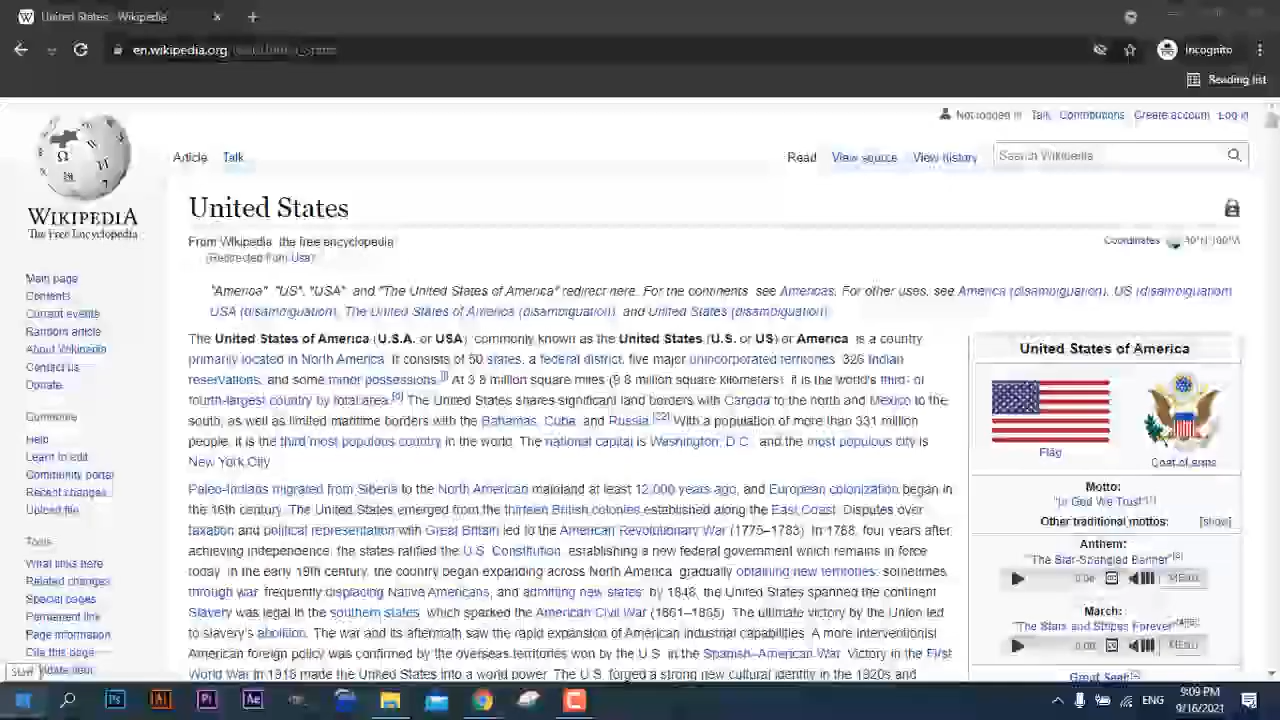 United States - Wikipedia
en.wikipedia.org
Incognito
Reading list
Not logged in Talk Contributions Create account Log in
Article Talk
Read View source View history Search Wikipedia
WIKIPEDIA
The Free Encyclopedia
United States
From Wikipedia, the free encyclopedia
(Redirected from Usa)
Coordinates
"America", "US", "USA", and "The United States of America" redirect here. For the continents, see Americas. For other uses, see America (disambiguation), US (disambiguation),
USA (disambiguation), The United States of America (disambiguation), and United States (disambiguation).
Main page
Contents
Current events
Random article
About Wikipedia
Contact us
Donate
Contribute
Help
Learn to edit
Community portal
Recent changes
Upload file
Tools
What links here
Related changes
Special pages
Permanent link
Page information
Cite this page
Start
The United States of America (U.S.A. or USA), commonly known as the United States (U.S. or US) or America, is a country
primarily located in North America. It consists of 50 states, a federal district, five major unincorporated territories, 326 Indian
reservations, and some minor possessions.[j] At 3.8 million square miles (9.8 million square kilometers), it is the world's third- or
fourth-largest country by total area. The United States shares significant land borders with Canada to the north and Mexico to the
south, as well as limited maritime borders with the Bahamas, Cuba, and Russia.[22] With a population of more than 331 million
people, it is the third most populous country in the world. The national capital is Washington, D.C., and the most populous city is
New York City.
Paleo-Indians migrated from Siberia to the North American mainland at least 12,000 years ago, and European colonization began in
the 16th century. The United States emerged from the thirteen British colonies established along the East Coast. Disputes over
taxation and political representation with Great Britain led to the American Revolutionary War (1775–1783). In 1788, four years after
achieving independence, the states ratified the U.S. Constitution, establishing a new federal government which remains in force
today. In the early 19th century, the country began expanding across North America, gradually obtaining new territories, sometimes
through war, frequently displacing Native Americans, and admitting new states; by 1848, the United States spanned the continent.
Slavery was legal in the southern states, which sparked the American Civil War (1861–1865). The ultimate victory by the Union led
to slavery's abolition. The war and its aftermath saw the rapid expansion of American industrial capabilities. A more interventionist
American foreign policy was confirmed by the overseas territories won by the U.S. in the Spanish–American War. Victory in the First
World War in 1918 made the United States into a world power. The U.S. forged a strong new cultural identity in the 1920s and
United States of America
Flag
Coat of arms
Motto:
"In God We Trust"[1]
Other traditional mottos: [show]
Anthem:
"The Star-Spangled Banner"
0:00 MENU
March:
"The Stars and Stripes Forever"
0:00 MENU
Great Seal:
Ps Ai Pr Ae
ENG
9:09 PM
9/16/2021